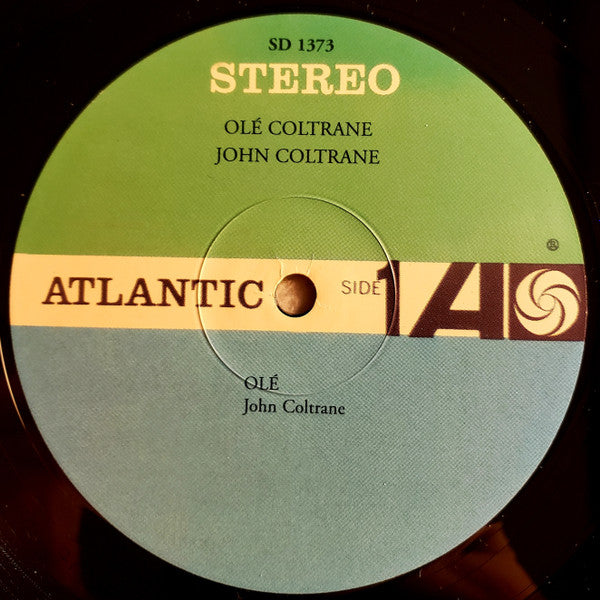 SD 1373
STEREO
OLÉ COLTRANE
JOHN COLTRANE
®
ATLANTIC SIDE 1 A
OLÉ
John Coltrane